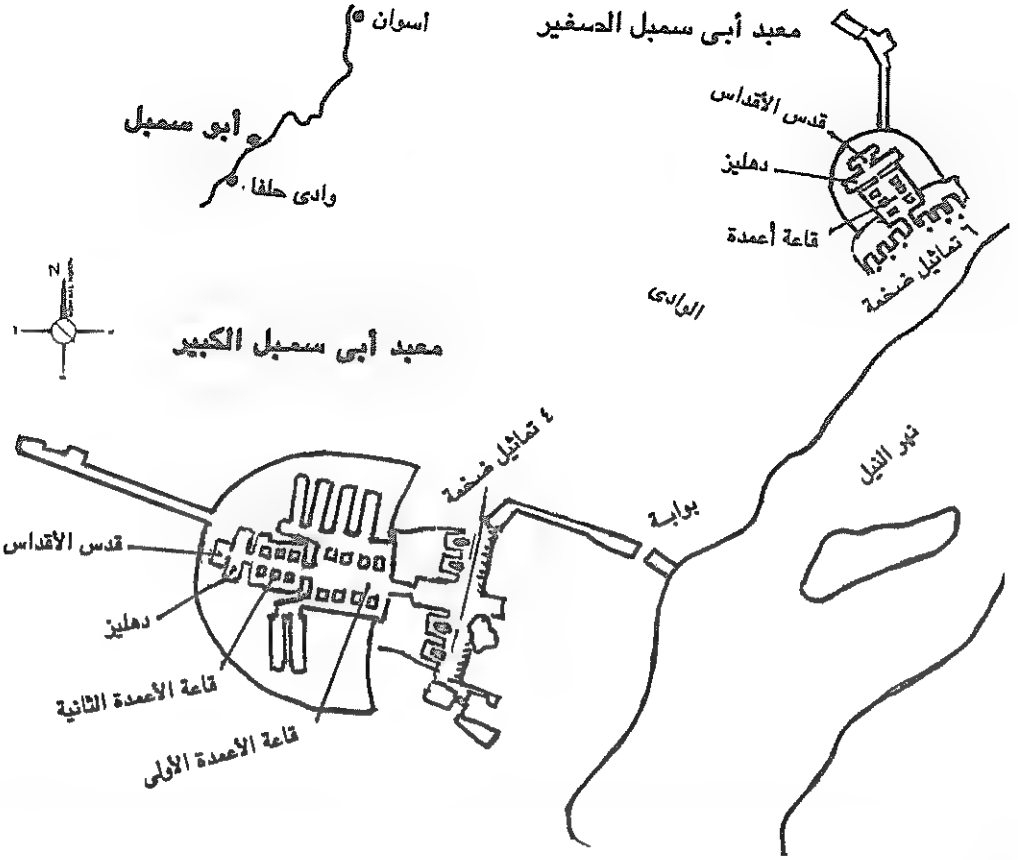 أسوان
أبو سمبل
وادى حلفا
معبد أبى سمبل الصغير
قدس الأقداس
دهليز
قاعة أعمدة
٦ تماثيل ضخمة
الوادى
N
معبد أبى سمبل الكبير
٤ تماثيل ضخمة
نهر النيل
بوابة
قدس الأقداس
دهليز
قاعة الأعمدة الثانية
قاعة الأعمدة الأولى